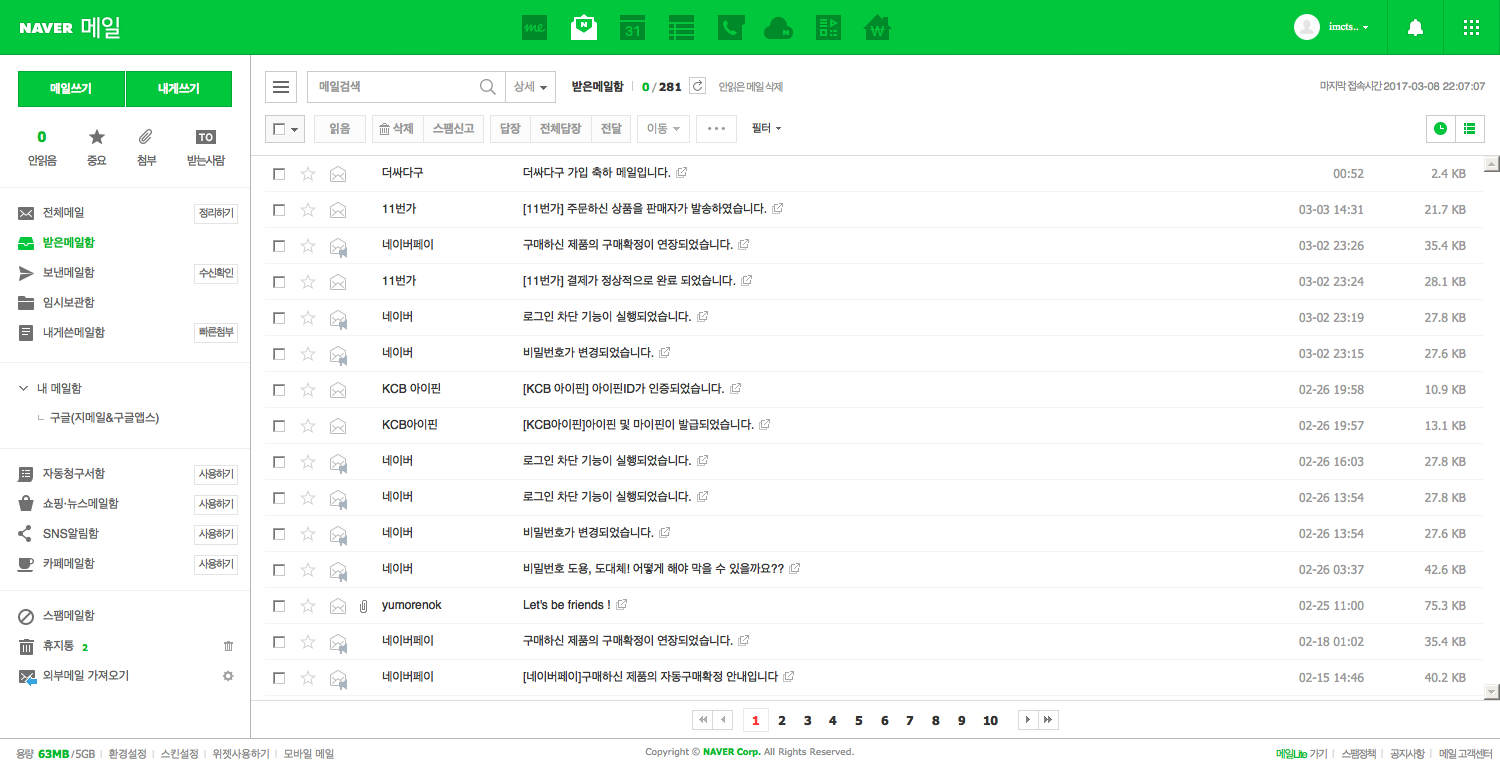 NAVER 메일
me
N
31
N
₩
imcts..
메일쓰기 내게쓰기
메일검색 상세 받은메일함 0 / 281 안읽은 메일 삭제 마지막 접속시간 2017-03-08 22:07:07
0 TO
안읽음 중요 첨부 받는사람
읽음 삭제 스팸신고 답장 전체답장 전달 이동 필터
전체메일 정리하기
받은메일함
보낸메일함 수신확인
임시보관함
내게쓴메일함 빠른첨부
내 메일함
구글(지메일&구글앱스)
자동청구서함 사용하기
쇼핑·뉴스메일함 사용하기
SNS알림함 사용하기
카페메일함 사용하기
스팸메일함
휴지통 2
외부메일 가져오기
더싸다구 더싸다구 가입 축하 메일입니다. 00:52 2.4 KB
11번가 [11번가] 주문하신 상품을 판매자가 발송하였습니다. 03-03 14:31 21.7 KB
네이버페이 구매하신 제품의 구매확정이 연장되었습니다. 03-02 23:26 35.4 KB
11번가 [11번가] 결제가 정상적으로 완료 되었습니다. 03-02 23:24 28.1 KB
네이버 로그인 차단 기능이 실행되었습니다. 03-02 23:19 27.8 KB
네이버 비밀번호가 변경되었습니다. 03-02 23:15 27.6 KB
KCB 아이핀 [KCB 아이핀] 아이핀ID가 인증되었습니다. 02-26 19:58 10.9 KB
KCB아이핀 [KCB아이핀]아이핀 및 마이핀이 발급되었습니다. 02-26 19:57 13.1 KB
네이버 로그인 차단 기능이 실행되었습니다. 02-26 16:03 27.8 KB
네이버 로그인 차단 기능이 실행되었습니다. 02-26 13:54 27.8 KB
네이버 비밀번호가 변경되었습니다. 02-26 13:54 27.6 KB
네이버 비밀번호 도용, 도대체! 어떻게 해야 막을 수 있을까요?? 02-26 03:37 42.6 KB
yumorenok Let's be friends ! 02-25 11:00 75.3 KB
네이버페이 구매하신 제품의 구매확정이 연장되었습니다. 02-18 01:02 35.4 KB
네이버페이 [네이버페이]구매하신 제품의 자동구매확정 안내입니다 02-15 14:46 40.2 KB
1 2 3 4 5 6 7 8 9 10
용량 63MB/5GB 환경설정 스킨설정 위젯사용하기 모바일 메일 Copyright © NAVER Corp. All Rights Reserved. 메일Lite 가기 스팸정책 공지사항 메일 고객센터